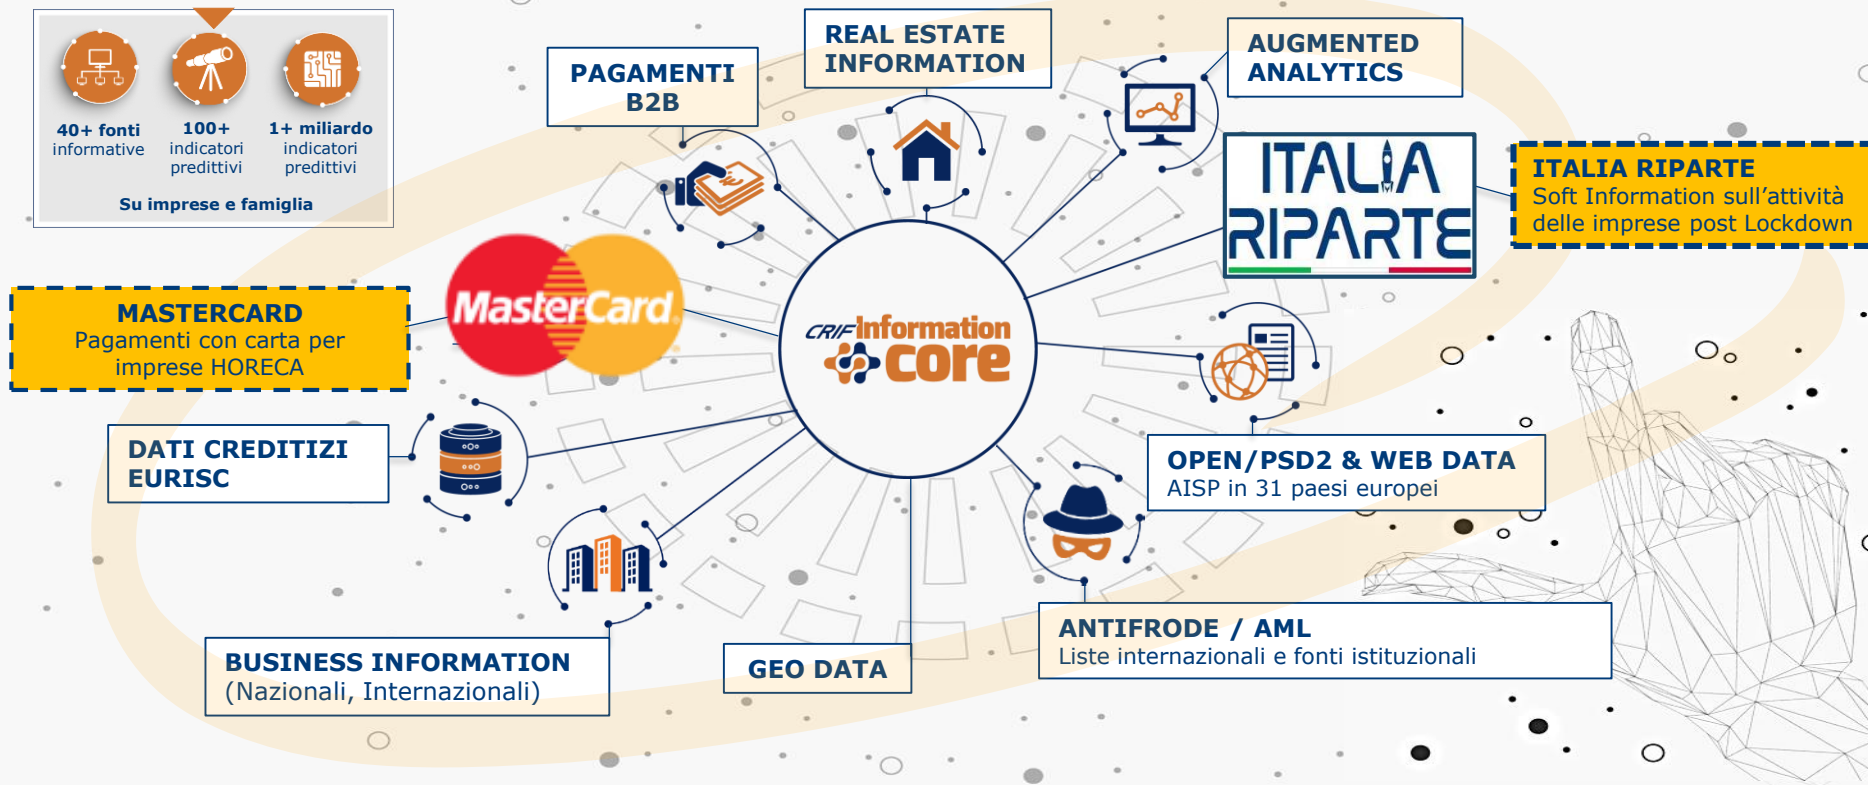 40+ fonti
informative
100+
indicatori
predittivi
1+ miliardo
indicatori
predittivi
Su imprese e famiglia
PAGAMENTI
B2B
REAL ESTATE
INFORMATION
AUGMENTED
ANALYTICS
ITALIA
RIPARTE
ITALIA RIPARTE
Soft Information sull'attività
delle imprese post Lockdown
MASTERCARD
Pagamenti con carta per
imprese HORECA
MasterCard
CRIF Information
core
DATI CREDITIZI
EURISC
OPEN/PSD2 & WEB DATA
AISP in 31 paesi europei
BUSINESS INFORMATION
(Nazionali, Internazionali)
GEO DATA
ANTIFRODE / AML
Liste internazionali e fonti istituzionali